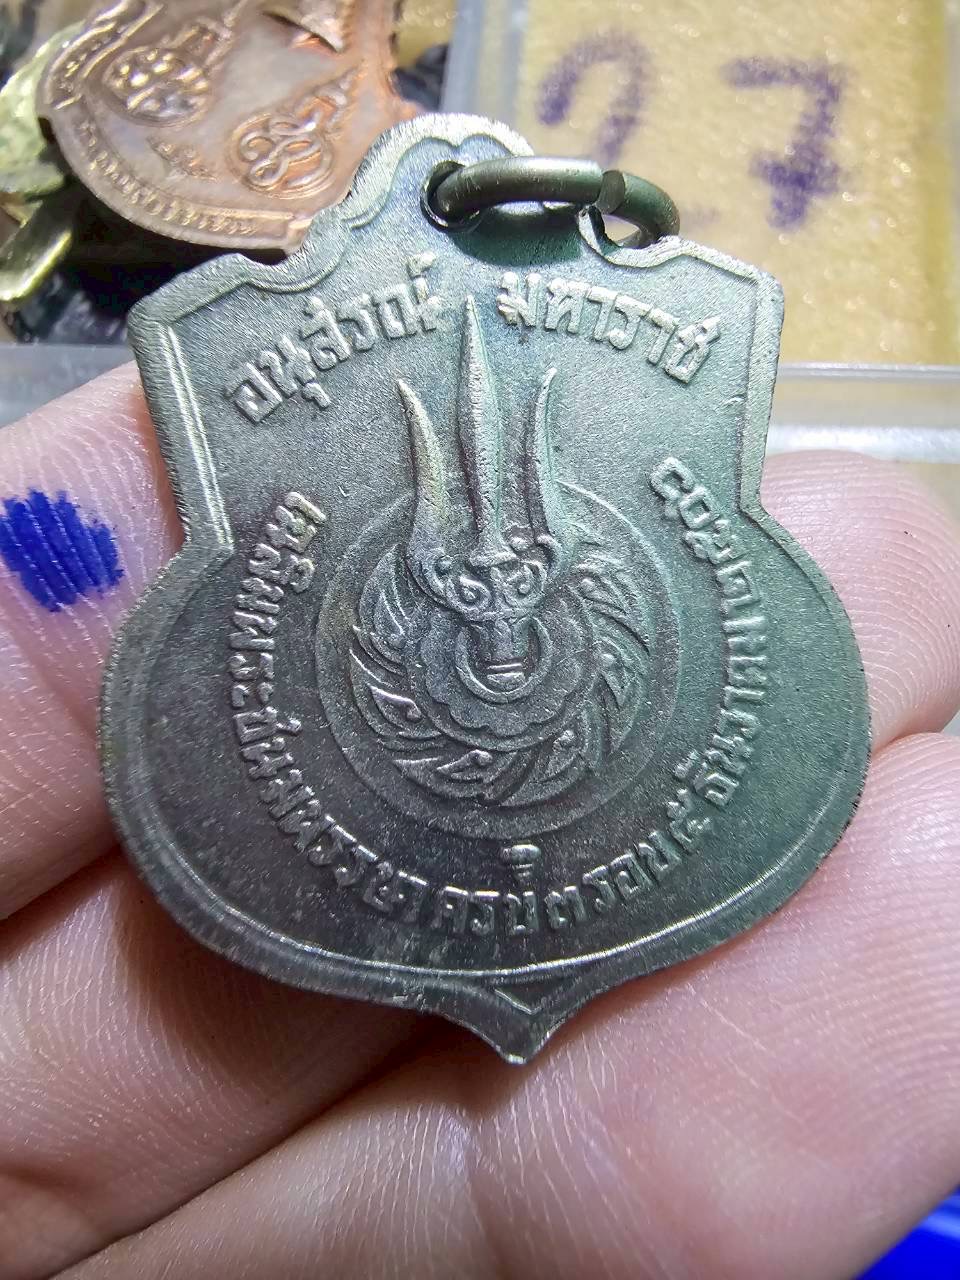 อนุสรณ์ มหาราช
เฉลิมพระชนมพรรษา ครบ ๓ รอบ ๕ ธันวาคม ๒๕๐๖
27